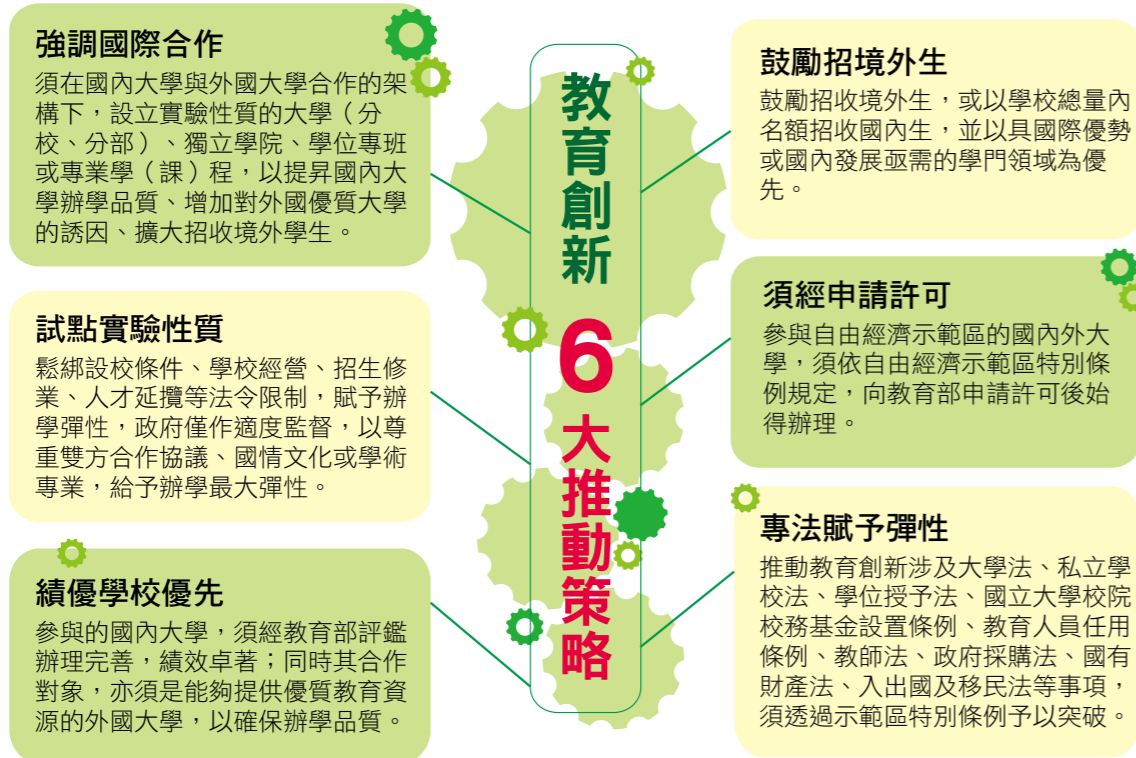 教育創新
6
大推動策略
強調國際合作
須在國內大學與外國大學合作的架
構下，設立實驗性質的大學（分
校、分部）、獨立學院、學位專班
或專業學（課）程，以提昇國內大
學辦學品質、增加對外國優質大學
的誘因、擴大招收境外學生。
試點實驗性質
鬆綁設校條件、學校經營、招生修
業、人才延攬等法令限制，賦予辦
學彈性，政府僅作適度監督，以尊
重雙方合作協議、國情文化或學術
專業，給予辦學最大彈性。
績優學校優先
參與的國內大學，須經教育部評鑑
辦理完善，績效卓著；同時其合作
對象，亦須是能夠提供優質教育資
源的外國大學，以確保辦學品質。
鼓勵招境外生
鼓勵招收境外生，或以學校總量內
名額招收國內生，並以具國際優勢
或國內發展亟需的學門領域為優
先。
須經申請許可
參與自由經濟示範區的國內外大
學，須依自由經濟示範區特別條
例規定，向教育部申請許可後始
得辦理。
專法賦予彈性
推動教育創新涉及大學法、私立學
校法、學位授予法、國立大學校院
校務基金設置條例、教育人員任用
條例、教師法、政府採購法、國有
財產法、入出國及移民法等事項，
須透過示範區特別條例予以突破。